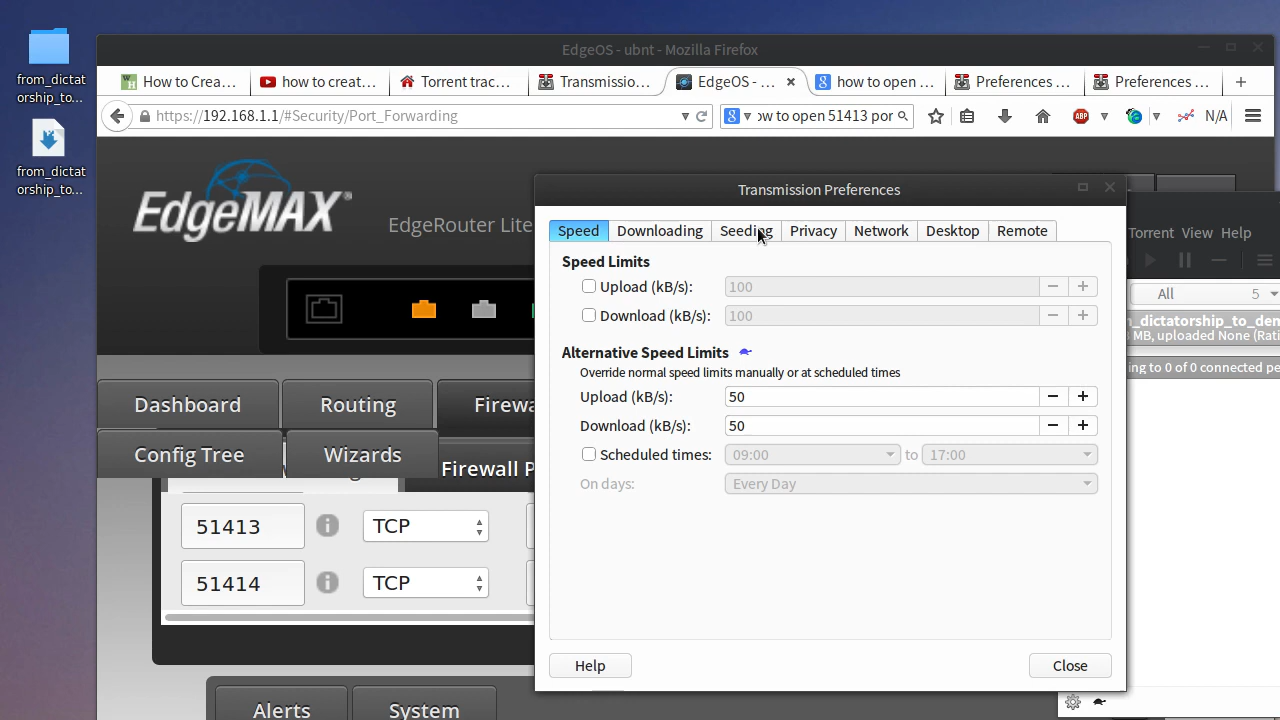 from_dictat
orship_to...
from_dictat
orship_to...
EdgeOS - ubnt - Mozilla Firefox
How to Crea...
how to creat...
Torrent trac...
Transmissio...
EdgeOS - ...
how to open ...
Preferences ...
Preferences ...
https://192.168.1.1/#Security/Port_Forwarding
ow to open 51413 por
ABP
N/A
EdgeMAX
EdgeRouter Lite
Dashboard
Routing
Firewa
Config Tree
Wizards
Firewall P
51413
TCP
51414
TCP
Alerts
System
Transmission Preferences
Speed
Downloading
Seeding
Privacy
Network
Desktop
Remote
Speed Limits
Upload (kB/s):
100
Download (kB/s):
100
Alternative Speed Limits
Override normal speed limits manually or at scheduled times
Upload (kB/s):
50
Download (kB/s):
50
Scheduled times:
09:00
to
17:00
On days:
Every Day
Help
Close
Torrent
View
Help
All
5
_dictatorship_to_den
MB, uploaded None (Rati
ing to 0 of 0 connected pe